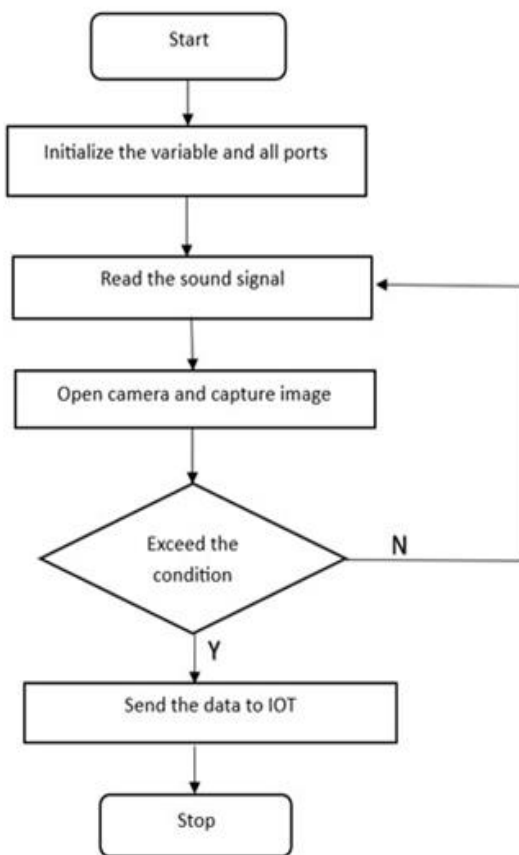 Start
Initialize the variable and all ports
Read the sound signal
Open camera and capture image
Exceed the
condition
N
Y
Send the data to IOT
Stop